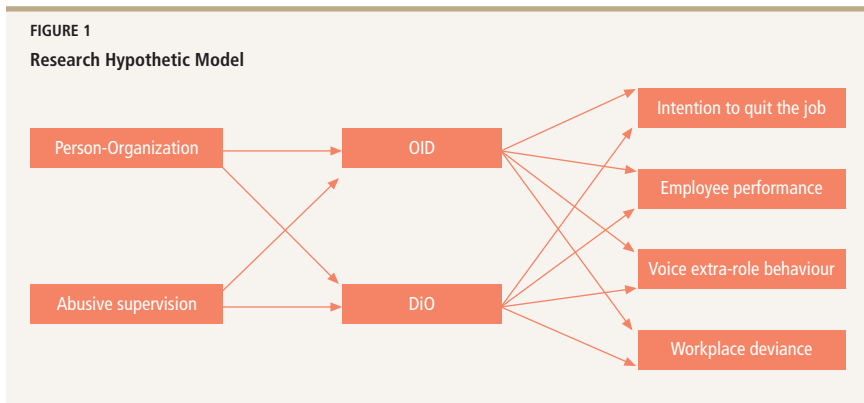 FIGURE 1
Research Hypothetic Model
Person-Organization
Abusive supervision
OID
DiO
Intention to quit the job
Employee performance
Voice extra-role behaviour
Workplace deviance